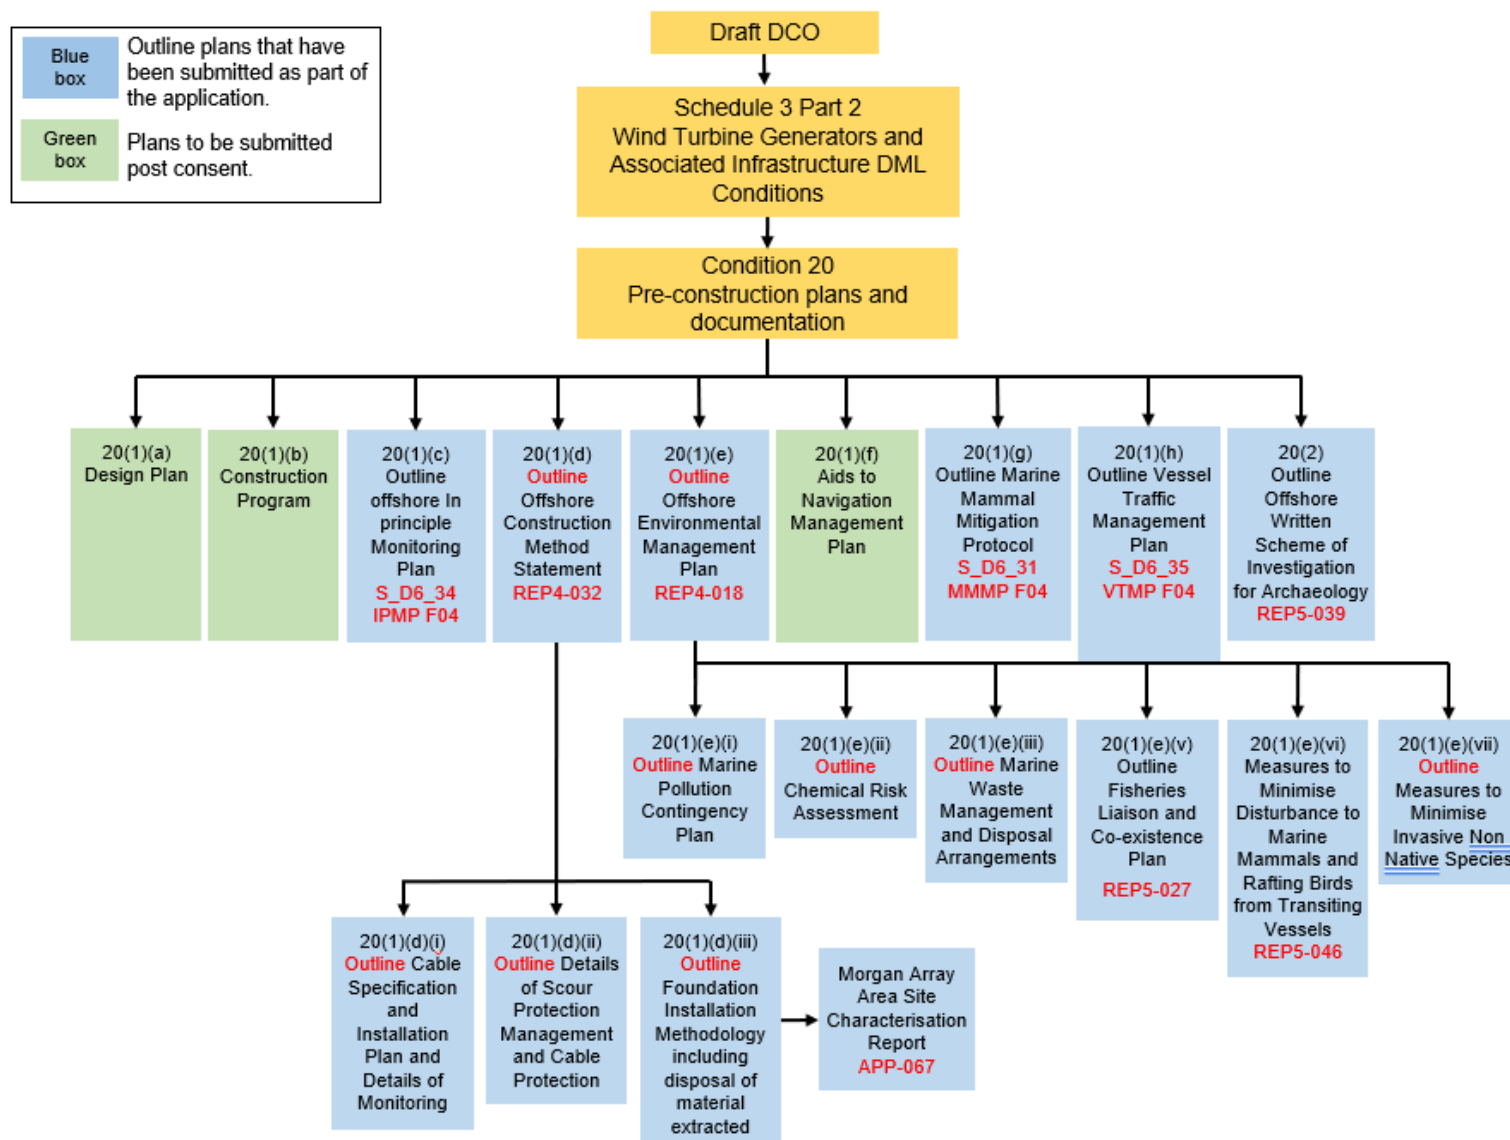 Blue
box
Outline plans that have
been submitted as part of
the application.
Green
box
Plans to be submitted
post consent.
Draft DCO
Schedule 3 Part 2
Wind Turbine Generators and
Associated Infrastructure DML
Conditions
Condition 20
Pre-construction plans and
documentation
20(1)(a)
Design Plan
20(1)(b)
Construction
Program
20(1)(c)
Outline
offshore In
principle
Monitoring
Plan
S_D6_34
IPMP F04
20(1)(d)
Outline
Offshore
Construction
Method
Statement
REP4-032
20(1)(e)
Outline
Offshore
Environmental
Management
Plan
REP4-018
20(1)(f)
Aids to
Navigation
Management
Plan
20(1)(g)
Outline Marine
Mammal
Mitigation
Protocol
S_D6_31
MMMP F04
20(1)(h)
Outline Vessel
Traffic
Management
Plan
S_D6_35
VTMP F04
20(2)
Outline
Offshore
Written
Scheme of
Investigation
for Archaeology
REP5-039
20(1)(e)(i)
Outline Marine
Pollution
Contingency
Plan
20(1)(e)(ii)
Outline
Chemical Risk
Assessment
20(1)(e)(iii)
Outline Marine
Waste
Management
and Disposal
Arrangements
20(1)(e)(v)
Outline
Fisheries
Liaison and
Co-existence
Plan
REP5-027
20(1)(e)(vi)
Measures to
Minimise
Disturbance to
Marine
Mammals and
Rafting Birds
from Transiting
Vessels
REP5-046
20(1)(e)(vii)
Outline
Measures to
Minimise
Invasive Non
Native Species
20(1)(d)(i)
Outline Cable
Specification
and
Installation
Plan and
Details of
Monitoring
20(1)(d)(ii)
Outline Details
of Scour
Protection
Management
and Cable
Protection
20(1)(d)(iii)
Outline
Foundation
Installation
Methodology
including
disposal of
material
extracted
Morgan Array
Area Site
Characterisation
Report
APP-067